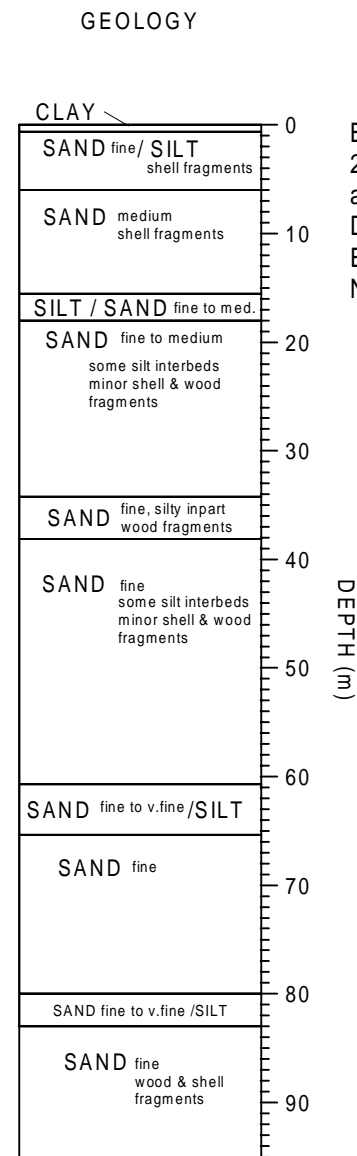 GEOLOGY
CLAY
0
SAND fine/ SILT
shell fragments
SAND medium
shell fragments
10
SILT / SAND fine to med.
SAND fine to medium
20
some silt interbeds
minor shell & wood
fragments
30
SAND fine, silty inpart
wood fragments
40
SAND fine
some silt interbeds
minor shell & wood
fragments
50
DEPTH (m)
60
SAND fine to v.fine /SILT
SAND fine
70
80
SAND fine to v.fine /SILT
SAND fine
wood & shell
fragments
90